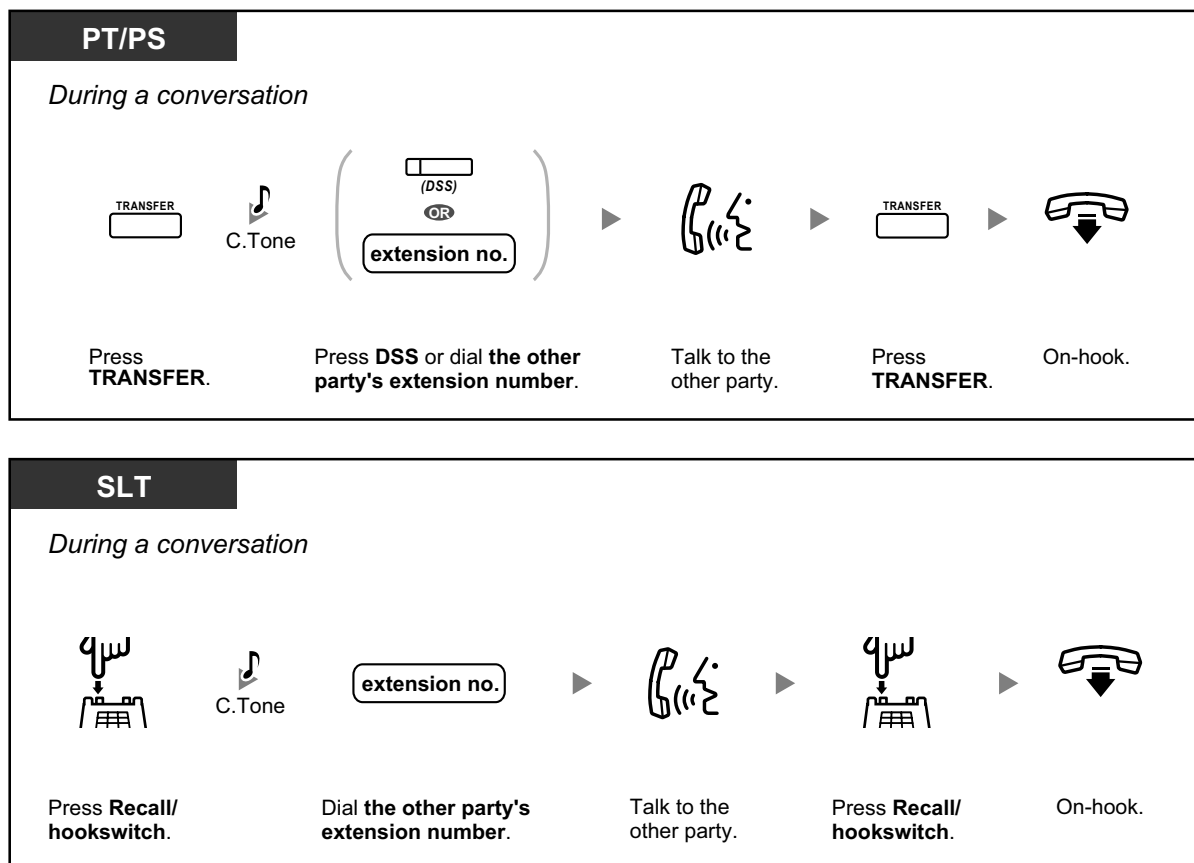 PT/PS
During a conversation
TRANSFER
C.Tone
(DSS)
OR
extension no.
TRANSFER
Press
TRANSFER.
Press DSS or dial the other
party's extension number.
Talk to the
other party.
Press
TRANSFER.
On-hook.
SLT
During a conversation
C.Tone
extension no.
Press Recall/
hookswitch.
Dial the other party's
extension number.
Talk to the
other party.
Press Recall/
hookswitch.
On-hook.